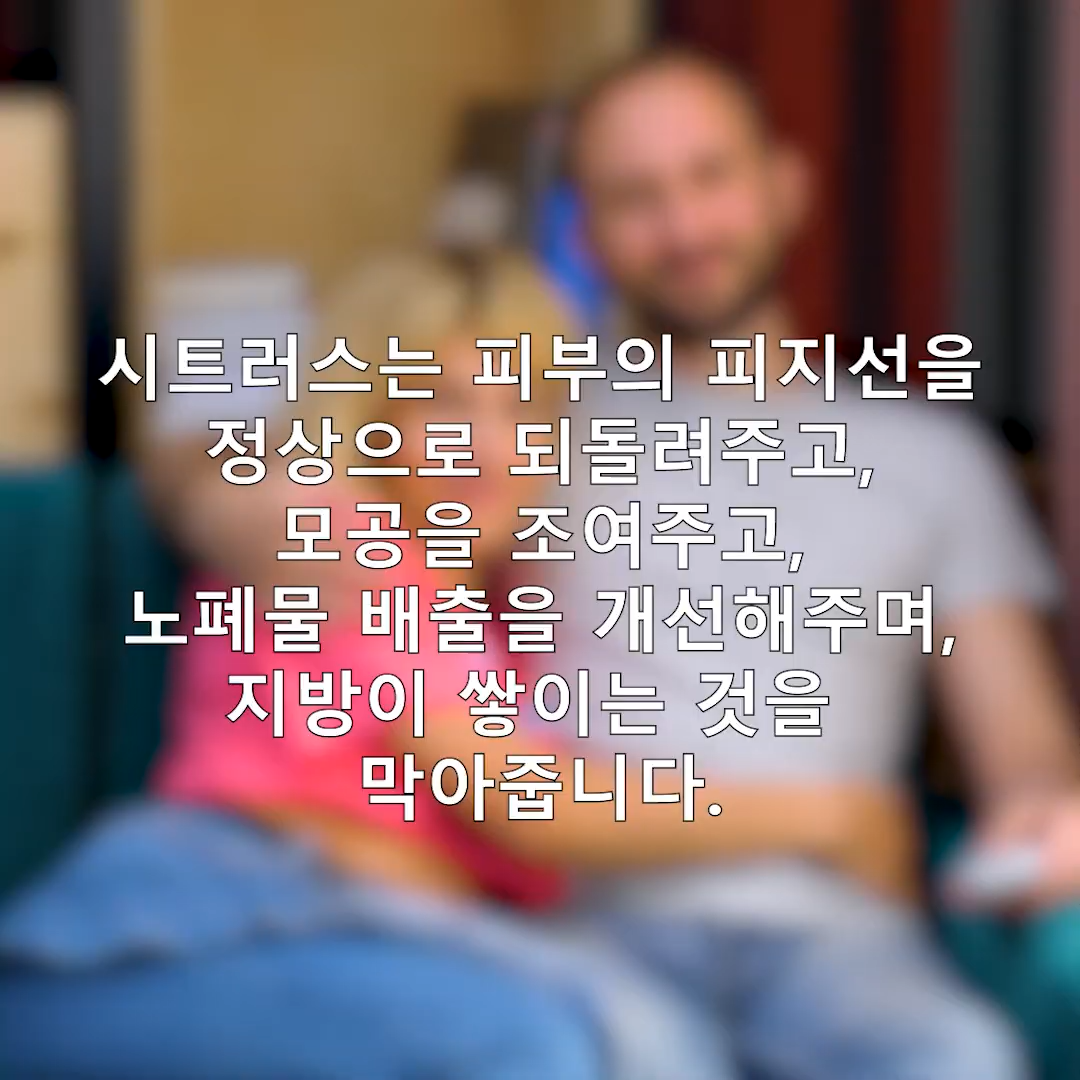 시트러스는 피부의 피지선을
정상으로 되돌려주고,
모공을 조여주고,
노폐물 배출을 개선해주며,
지방이 쌓이는 것을
막아줍니다.